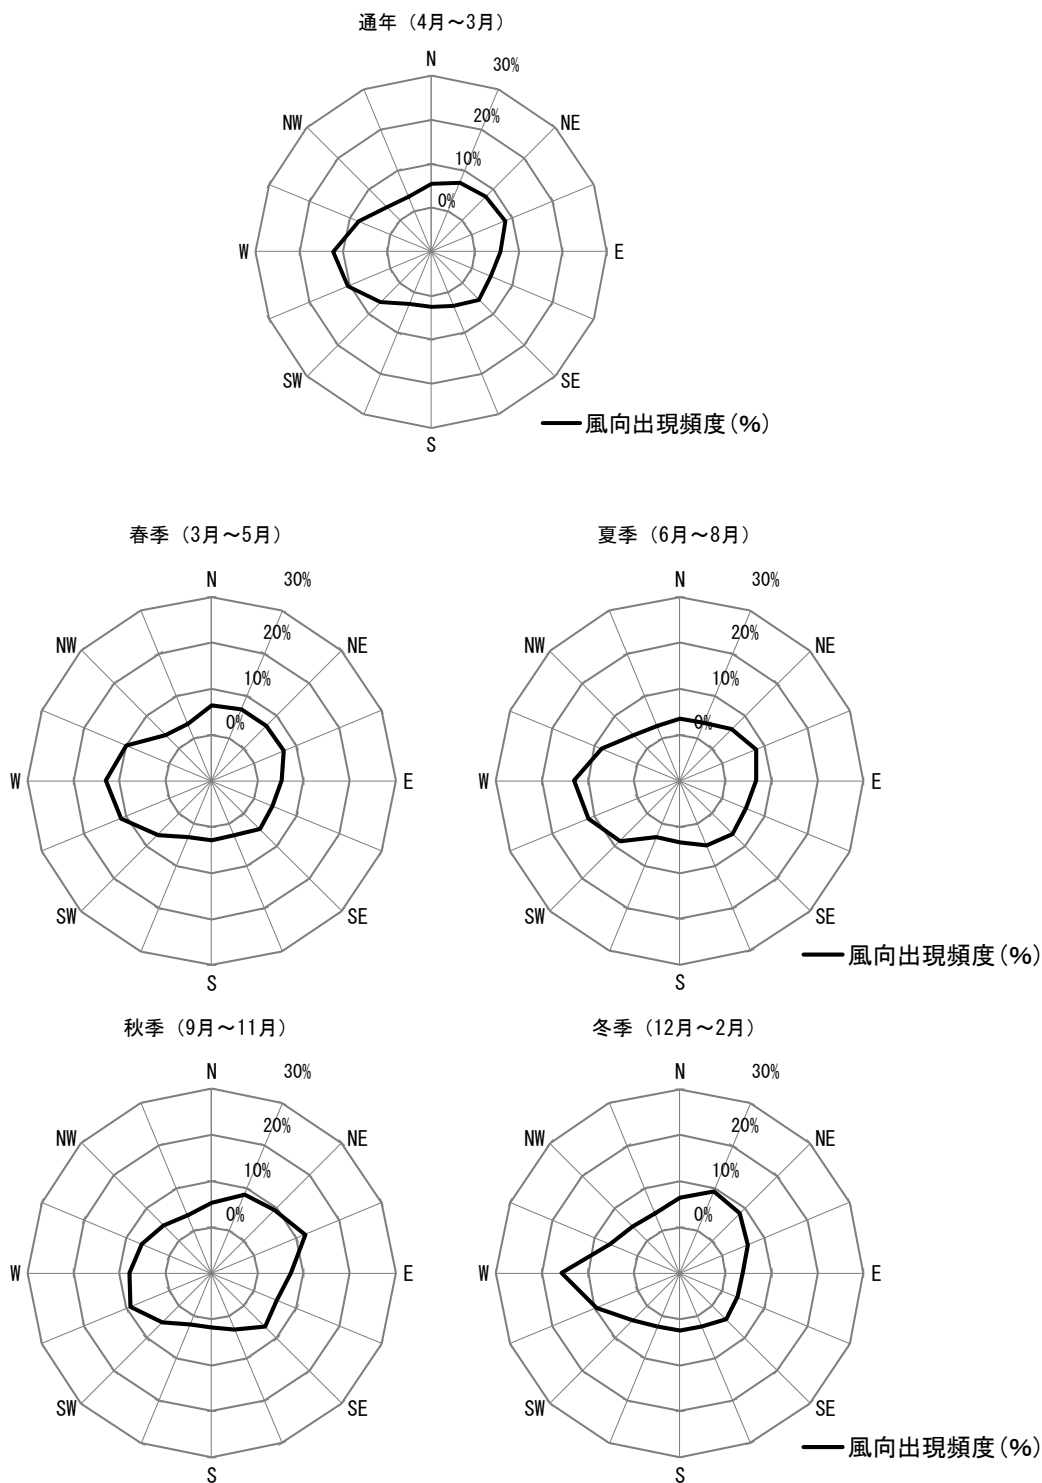 通年（4月～3月）
N
30%
NW
20%
NE
10%
0%
W
E
SW
SE
S
風向出現頻度(%)
春季（3月～5月）
N
30%
NW
20%
NE
10%
0%
W
E
SW
SE
S
夏季（6月～8月）
N
30%
NW
20%
NE
10%
0%
W
E
SW
SE
S
風向出現頻度(%)
秋季（9月～11月）
N
30%
NW
20%
NE
10%
0%
W
E
SW
SE
S
冬季（12月～2月）
N
30%
NW
20%
NE
10%
0%
W
E
SW
SE
S
風向出現頻度(%)